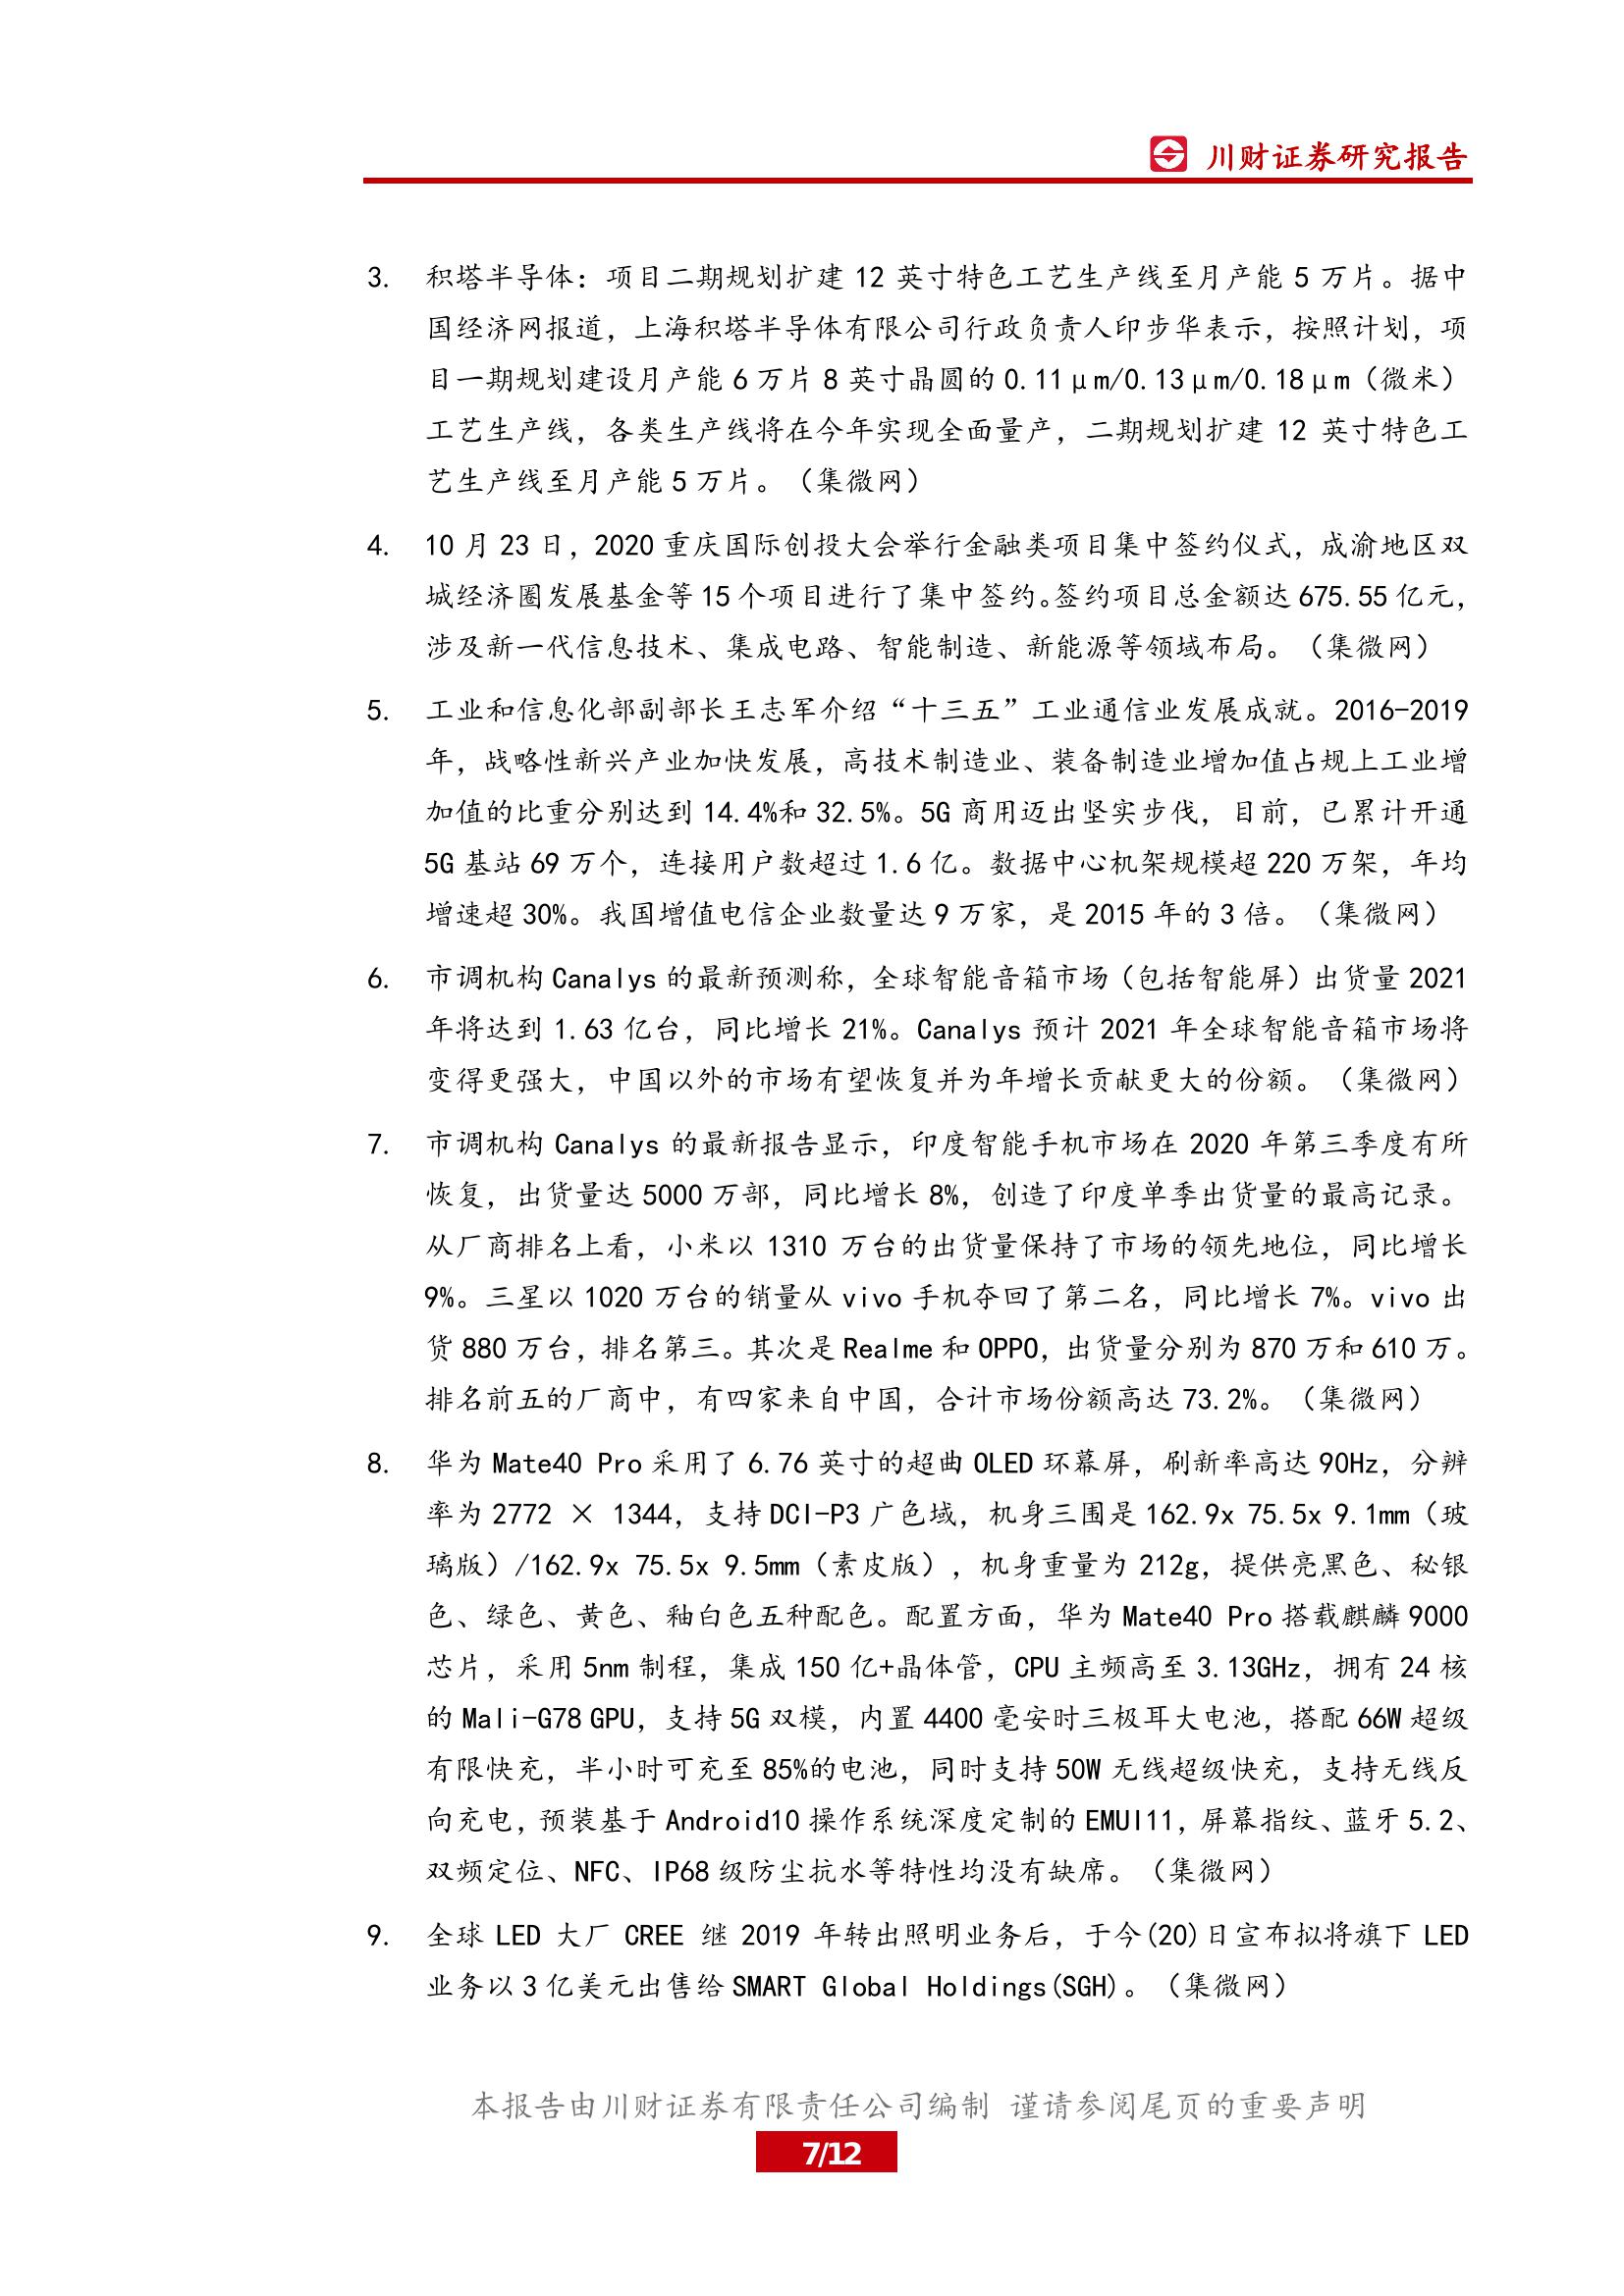 川财证券研究报告
3. 积塔半导体：项目二期规划扩建 12 英寸特色工艺生产线至月产能 5 万片。据中
国经济网报道，上海积塔半导体有限公司行政负责人印步华表示，按照计划，项
目一期规划建设月产能 6 万片 8 英寸晶圆的 0.11μm/0.13μm/0.18μm（微米）
工艺生产线，各类生产线将在今年实现全面量产，二期规划扩建 12 英寸特色工
艺生产线至月产能 5 万片。（集微网）
4. 10 月 23 日，2020 重庆国际创投大会举行金融类项目集中签约仪式，成渝地区双
城经济圈发展基金等 15 个项目进行了集中签约。签约项目总金额达 675.55 亿元，
涉及新一代信息技术、集成电路、智能制造、新能源等领域布局。（集微网）
5. 工业和信息化部副部长王志军介绍“十三五”工业通信业发展成就。2016-2019
年，战略性新兴产业加快发展，高技术制造业、装备制造业增加值占规上工业增
加值的比重分别达到 14.4%和 32.5%。5G 商用迈出坚实步伐，目前，已累计开通
5G 基站 69 万个，连接用户数超过 1.6 亿。数据中心机架规模超 220 万架，年均
增速超 30%。我国增值电信企业数量达 9 万家，是 2015 年的 3 倍。（集微网）
6. 市调机构 Canalys 的最新预测称，全球智能音箱市场（包括智能屏）出货量 2021
年将达到 1.63 亿台，同比增长 21%。Canalys 预计 2021 年全球智能音箱市场将
变得更强大，中国以外的市场有望恢复并为年增长贡献更大的份额。（集微网）
7. 市调机构 Canalys 的最新报告显示，印度智能手机市场在 2020 年第三季度有所
恢复，出货量达 5000 万部，同比增长 8%，创造了印度单季出货量的最高记录。
从厂商排名上看，小米以 1310 万台的出货量保持了市场的领先地位，同比增长
9%。三星以 1020 万台的销量从 vivo 手机夺回了第二名，同比增长 7%。vivo 出
货 880 万台，排名第三。其次是 Realme 和 OPPO，出货量分别为 870 万和 610 万。
排名前五的厂商中，有四家来自中国，合计市场份额高达 73.2%。（集微网）
8. 华为 Mate40 Pro 采用了 6.76 英寸的超曲 OLED 环幕屏，刷新率高达 90Hz，分辨
率为 2772 × 1344，支持 DCI-P3 广色域，机身三围是 162.9x 75.5x 9.1mm（玻
璃版）/162.9x 75.5x 9.5mm（素皮版），机身重量为 212g，提供亮黑色、秘银
色、绿色、黄色、釉白色五种配色。配置方面，华为 Mate40 Pro 搭载麒麟 9000
芯片，采用 5nm 制程，集成 150 亿+晶体管，CPU 主频高至 3.13GHz，拥有 24 核
的 Mali-G78 GPU，支持 5G 双模，内置 4400 毫安时三极耳大电池，搭配 66W 超级
有限快充，半小时可充至 85%的电池，同时支持 50W 无线超级快充，支持无线反
向充电，预装基于 Android10 操作系统深度定制的 EMUI11，屏幕指纹、蓝牙 5.2、
双频定位、NFC、IP68 级防尘抗水等特性均没有缺席。（集微网）
9. 全球 LED 大厂 CREE 继 2019 年转出照明业务后，于今(20)日宣布拟将旗下 LED
业务以 3 亿美元出售给 SMART Global Holdings(SGH)。（集微网）
本报告由川财证券有限责任公司编制 谨请参阅尾页的重要声明
7/12